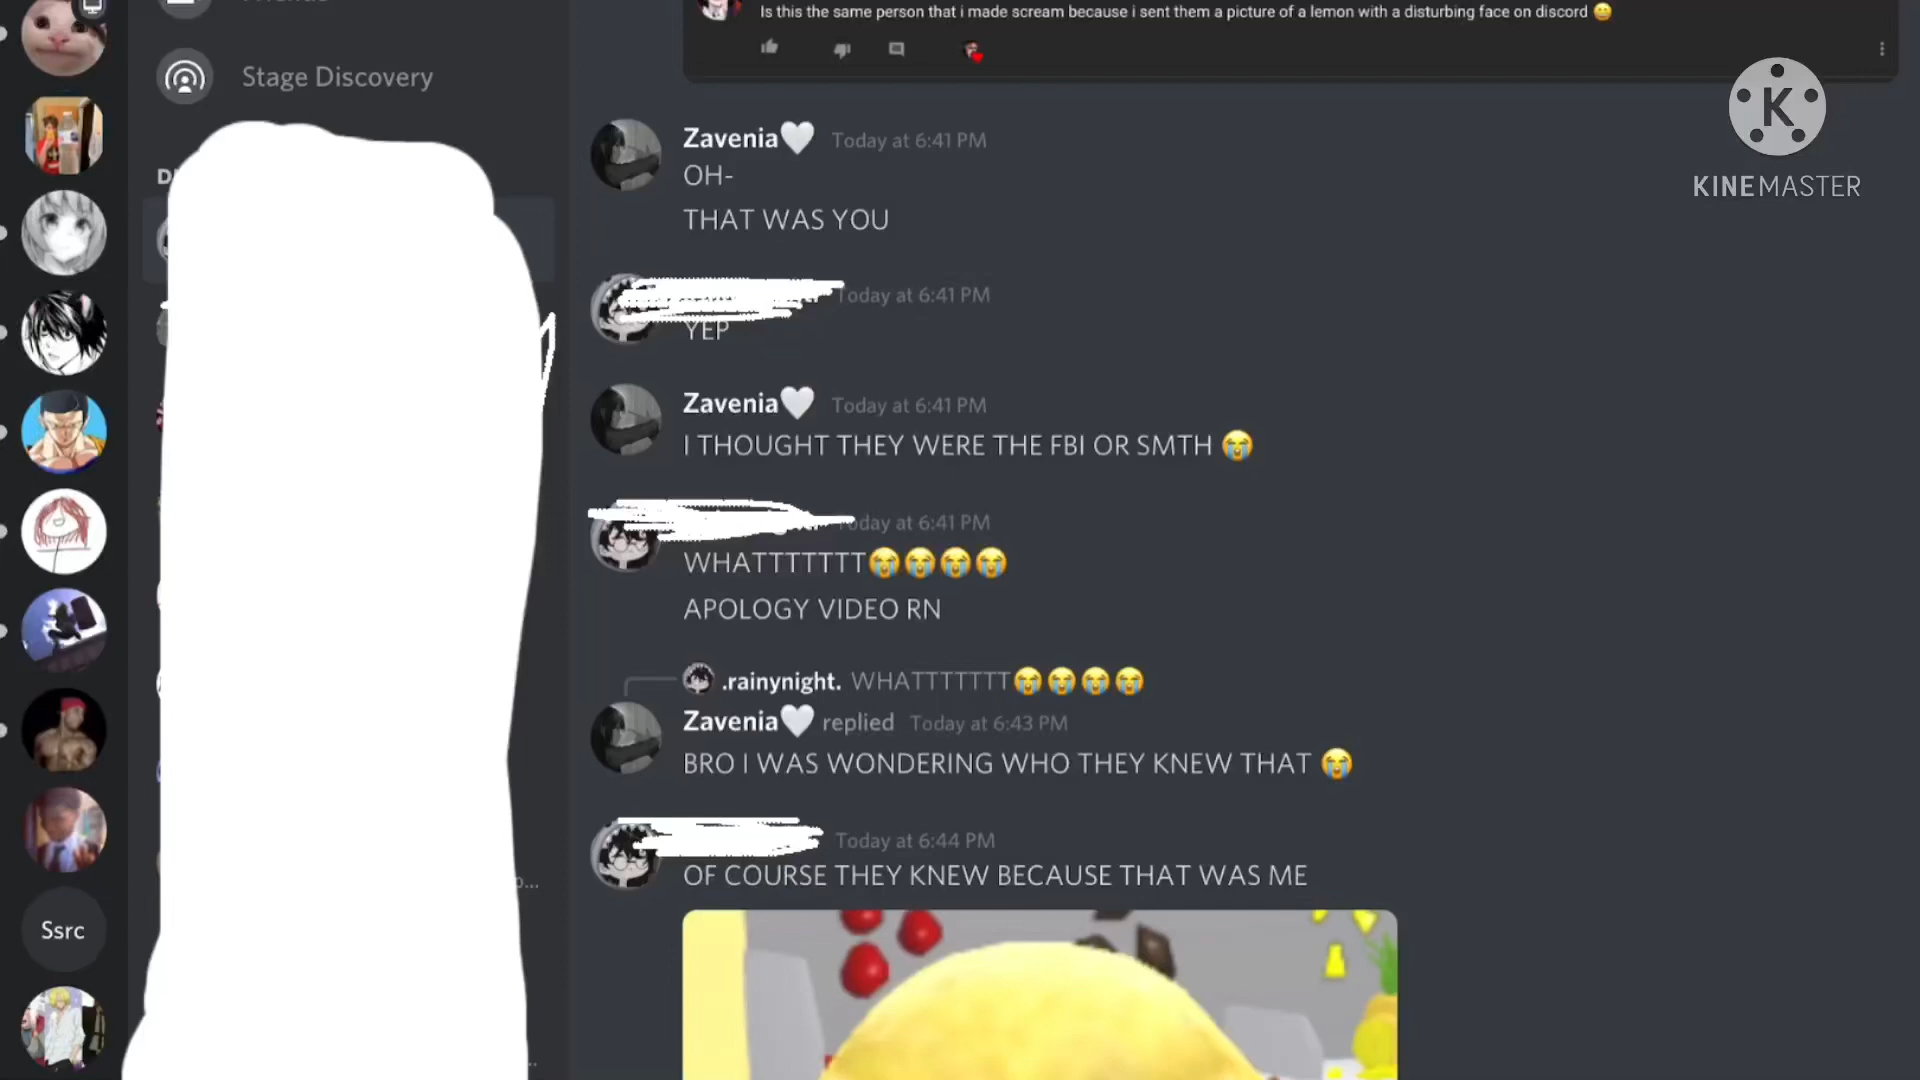 Is this the same person that i made scream because i sent them a picture of a lemon with a disturbing face on discord 😄
Stage Discovery
KINEMASTER
Zavenia🤍 Today at 6:41 PM
OH-
THAT WAS YOU
Today at 6:41 PM
YEP
Zavenia🤍 Today at 6:41 PM
I THOUGHT THEY WERE THE FBI OR SMTH 😭
Today at 6:41 PM
WHATTTTTTT😭😭😭😭
APOLOGY VIDEO RN
.rainynight. WHATTTTTTT😭😭😭😭
Zavenia🤍 replied Today at 6:43 PM
BRO I WAS WONDERING WHO THEY KNEW THAT 😭
Today at 6:44 PM
OF COURSE THEY KNEW BECAUSE THAT WAS ME
Ssrc